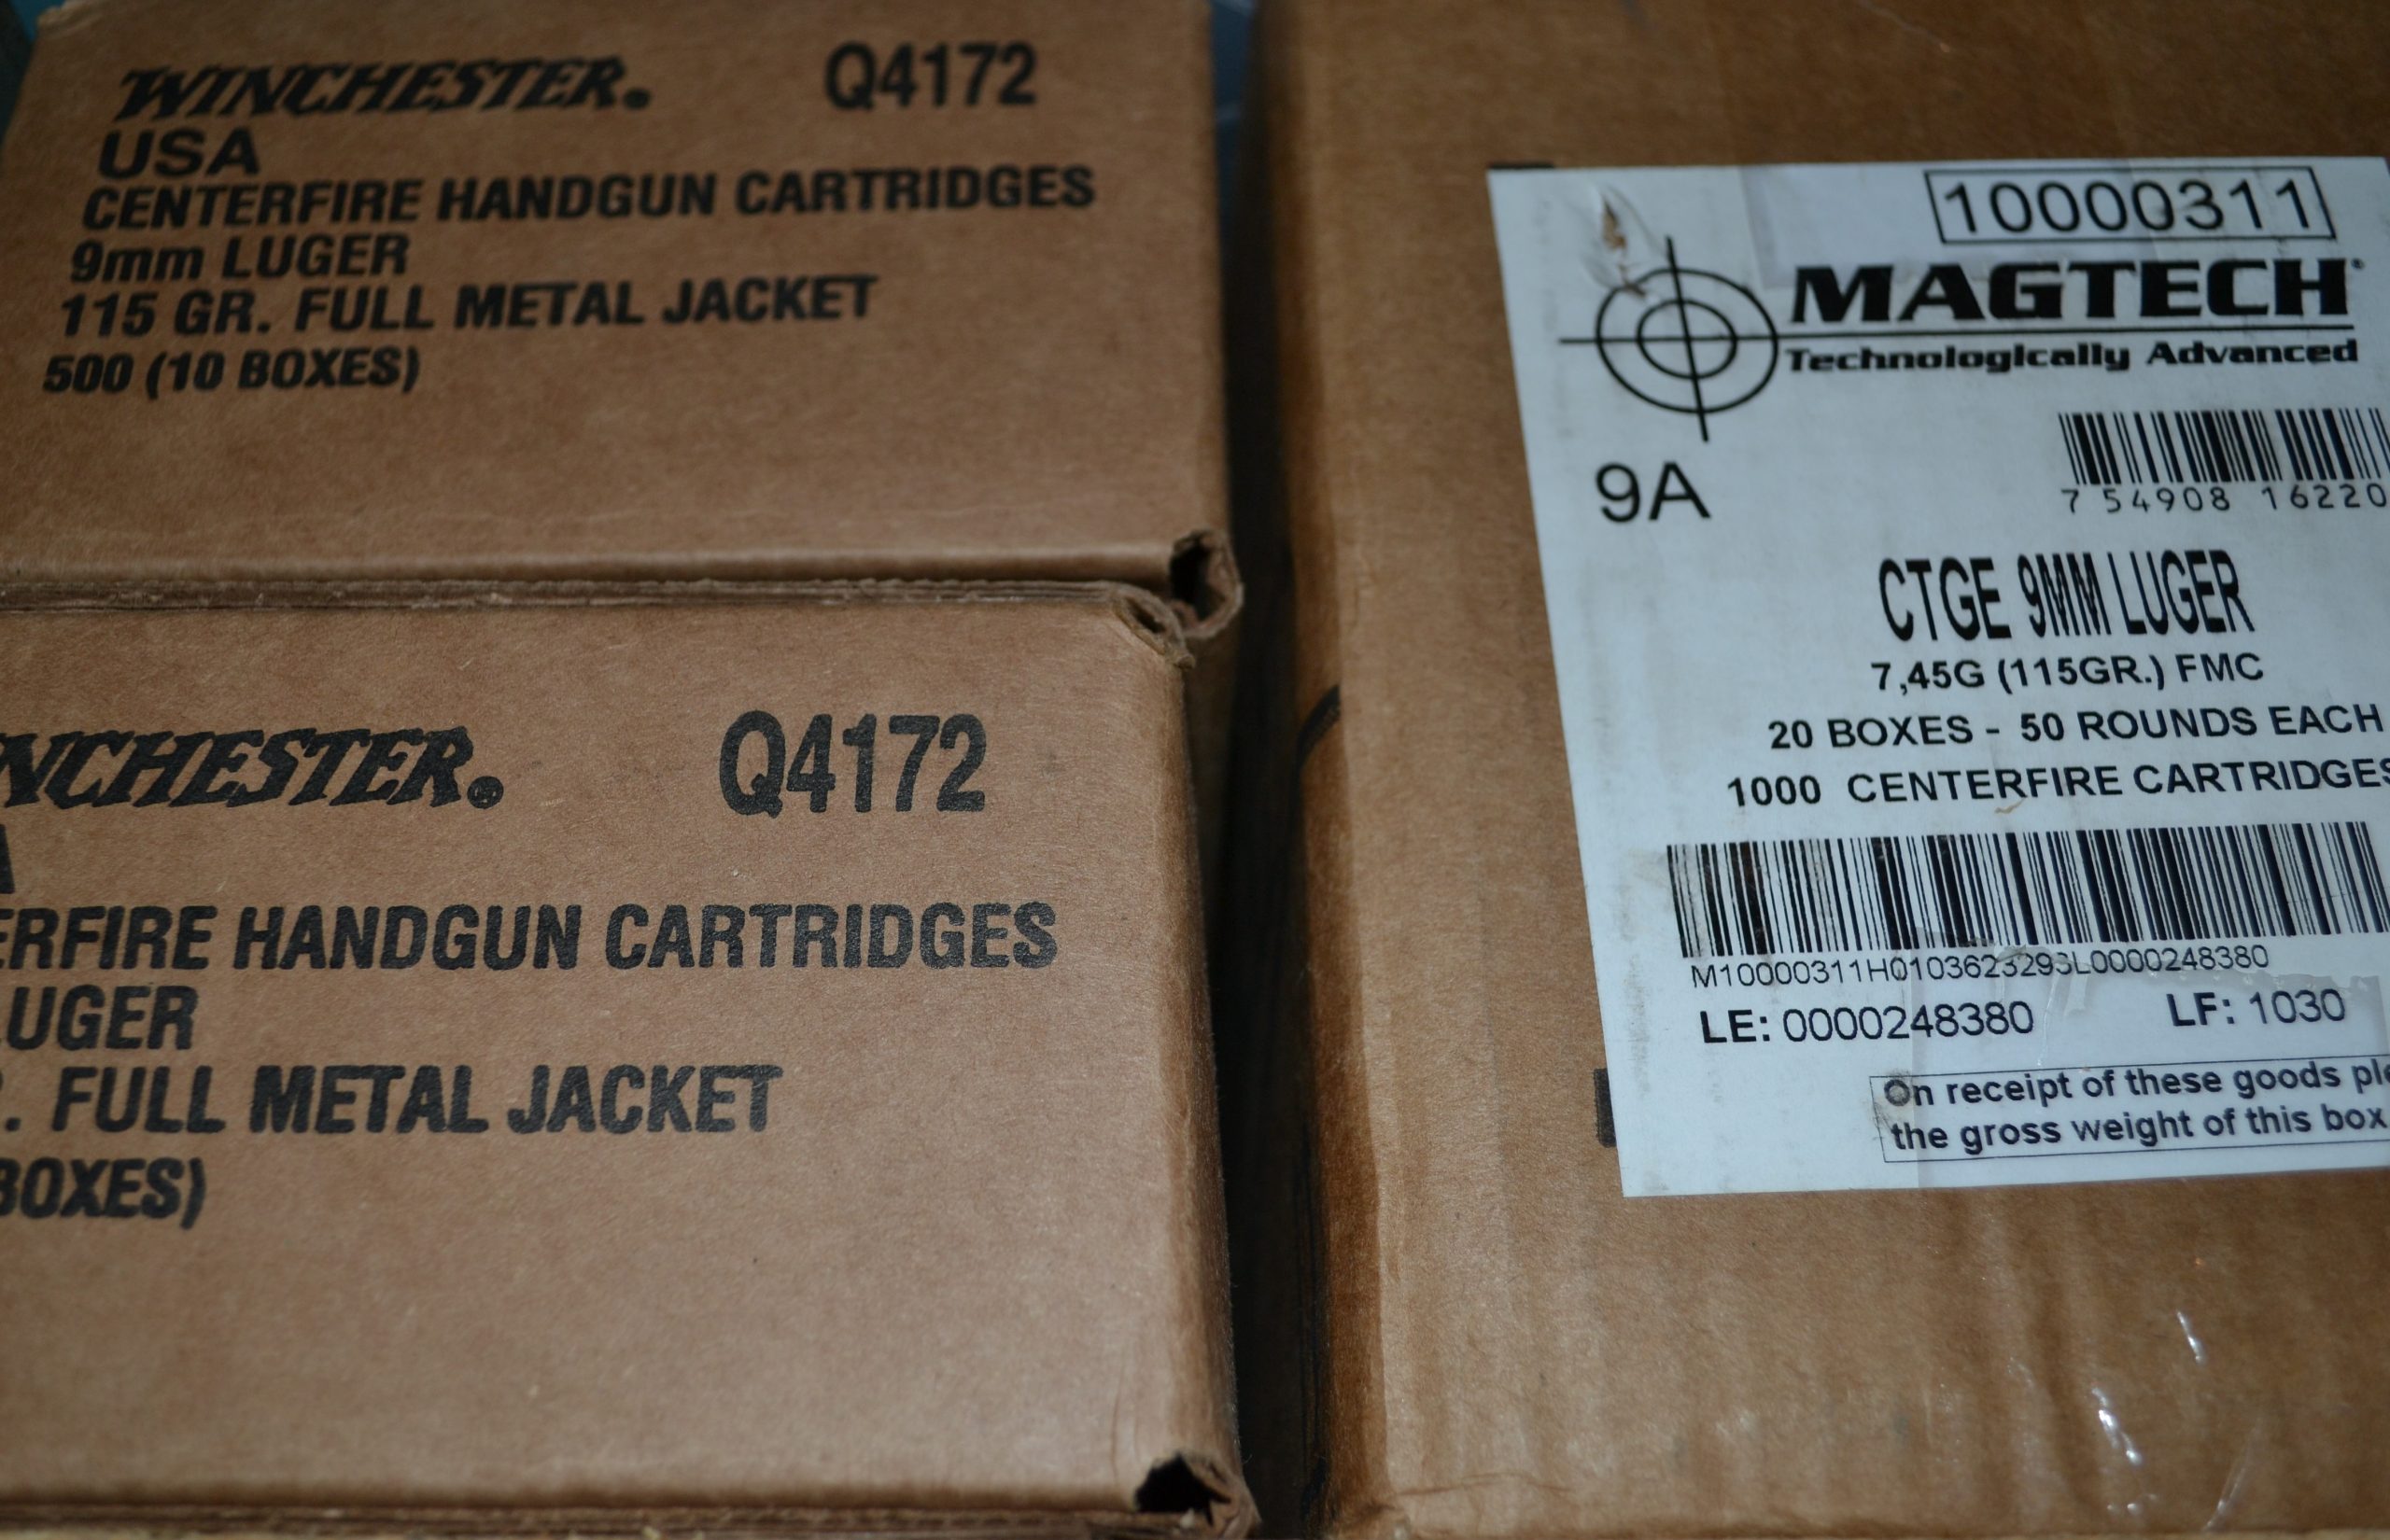 WINCHESTER® Q4172
USA
CENTERFIRE HANDGUN CARTRIDGES
9mm LUGER
115 GR. FULL METAL JACKET
500 (10 BOXES)
NCHESTER® Q4172
A
ERFIRE HANDGUN CARTRIDGES
LUGER
. FULL METAL JACKET
BOXES)
10000311
MAGTECH
Technologically Advanced
9A
7 54908 16220
CTGE 9MM LUGER
7,45G (115GR.) FMC
20 BOXES - 50 ROUNDS EACH
1000 CENTERFIRE CARTRIDGES
M10000311H0103623293L0000248380
LE: 0000248380 LF: 1030
On receipt of these goods ple
the gross weight of this box